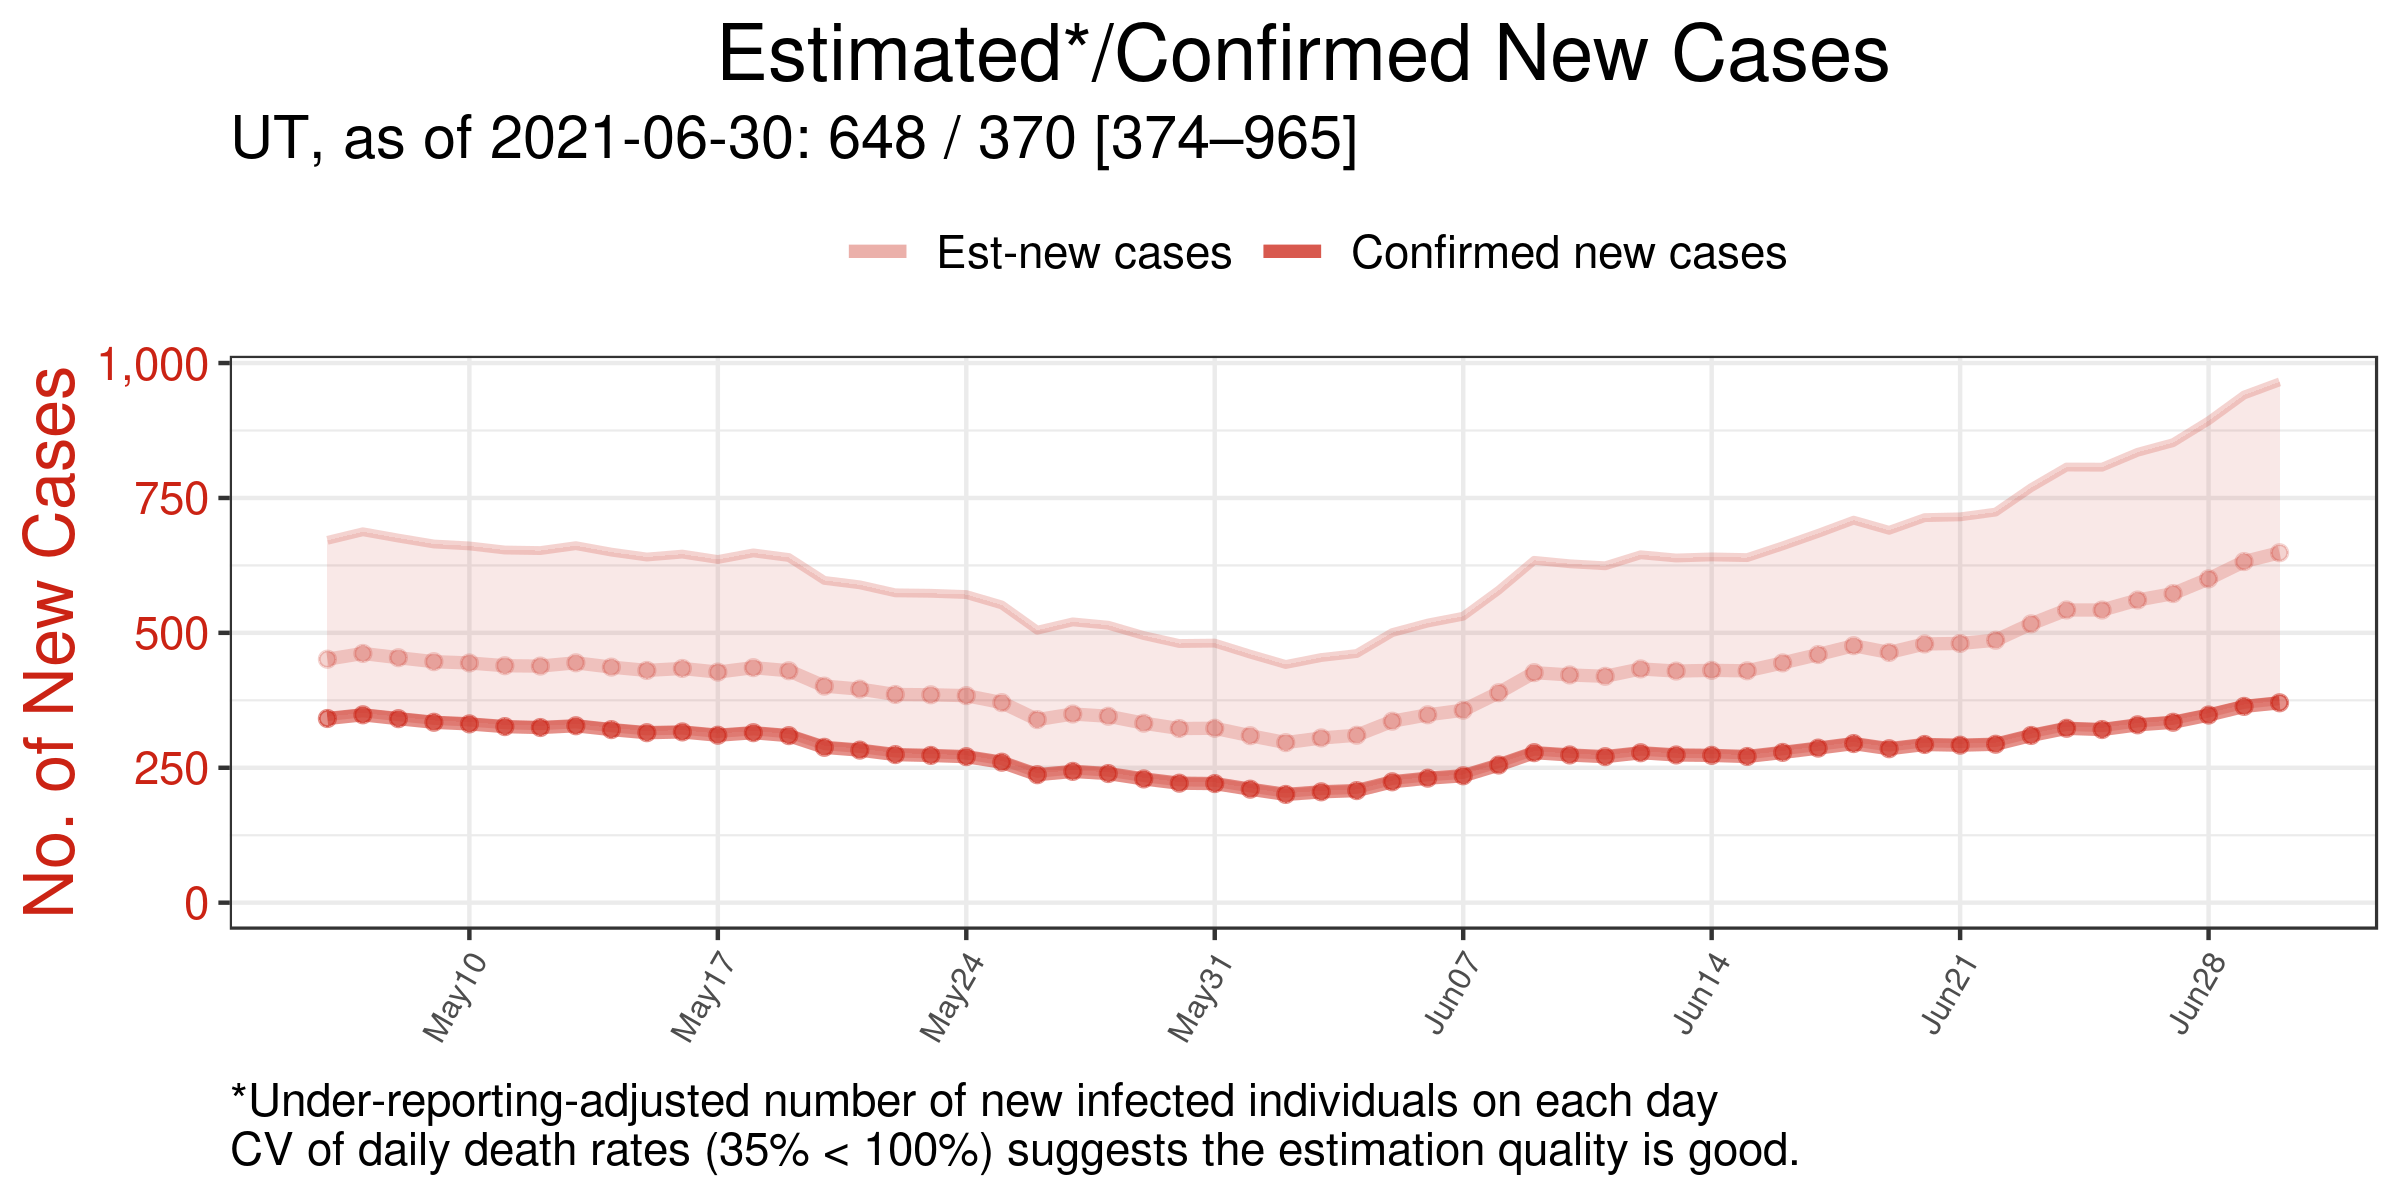 Estimated*/Confirmed New Cases
UT, as of 2021-06-30: 648 / 370 [374–965]
Est-new cases Confirmed new cases
No. of New Cases
1,000
750
500
250
0
May10 May17 May24 May31 Jun07 Jun14 Jun21 Jun28
*Under-reporting-adjusted number of new infected individuals on each day
CV of daily death rates (35% < 100%) suggests the estimation quality is good.